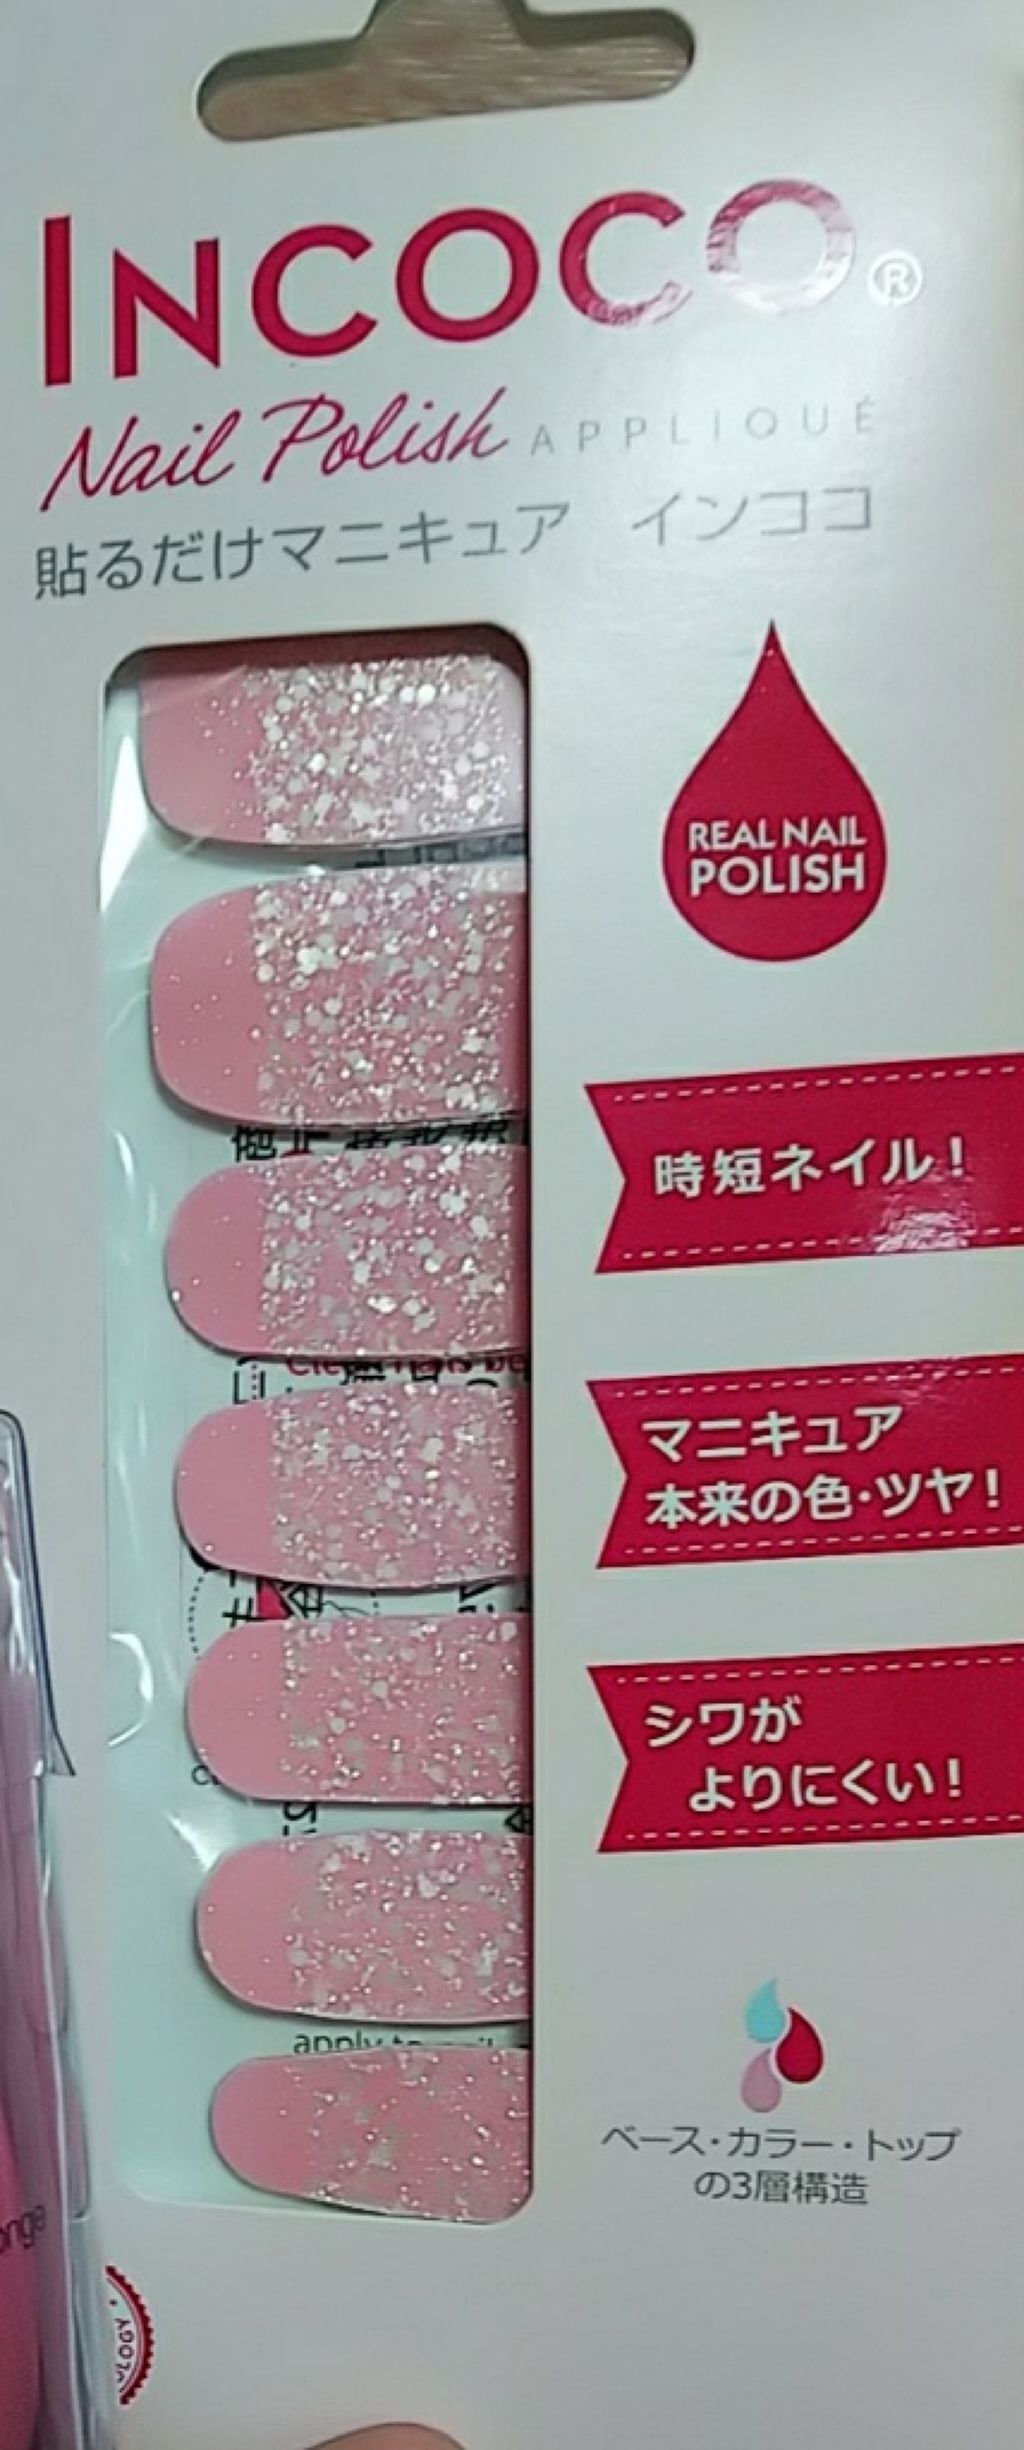 INCOCO®
Nail Polish APPLIQUÉ
貼るだけマニキュア インココ
REAL NAIL
POLISH
時短ネイル!
マニキュア
本来の色・ツヤ!
シワが
よりにくい!
apply to
ベース・カラー・トップ
の3層構造